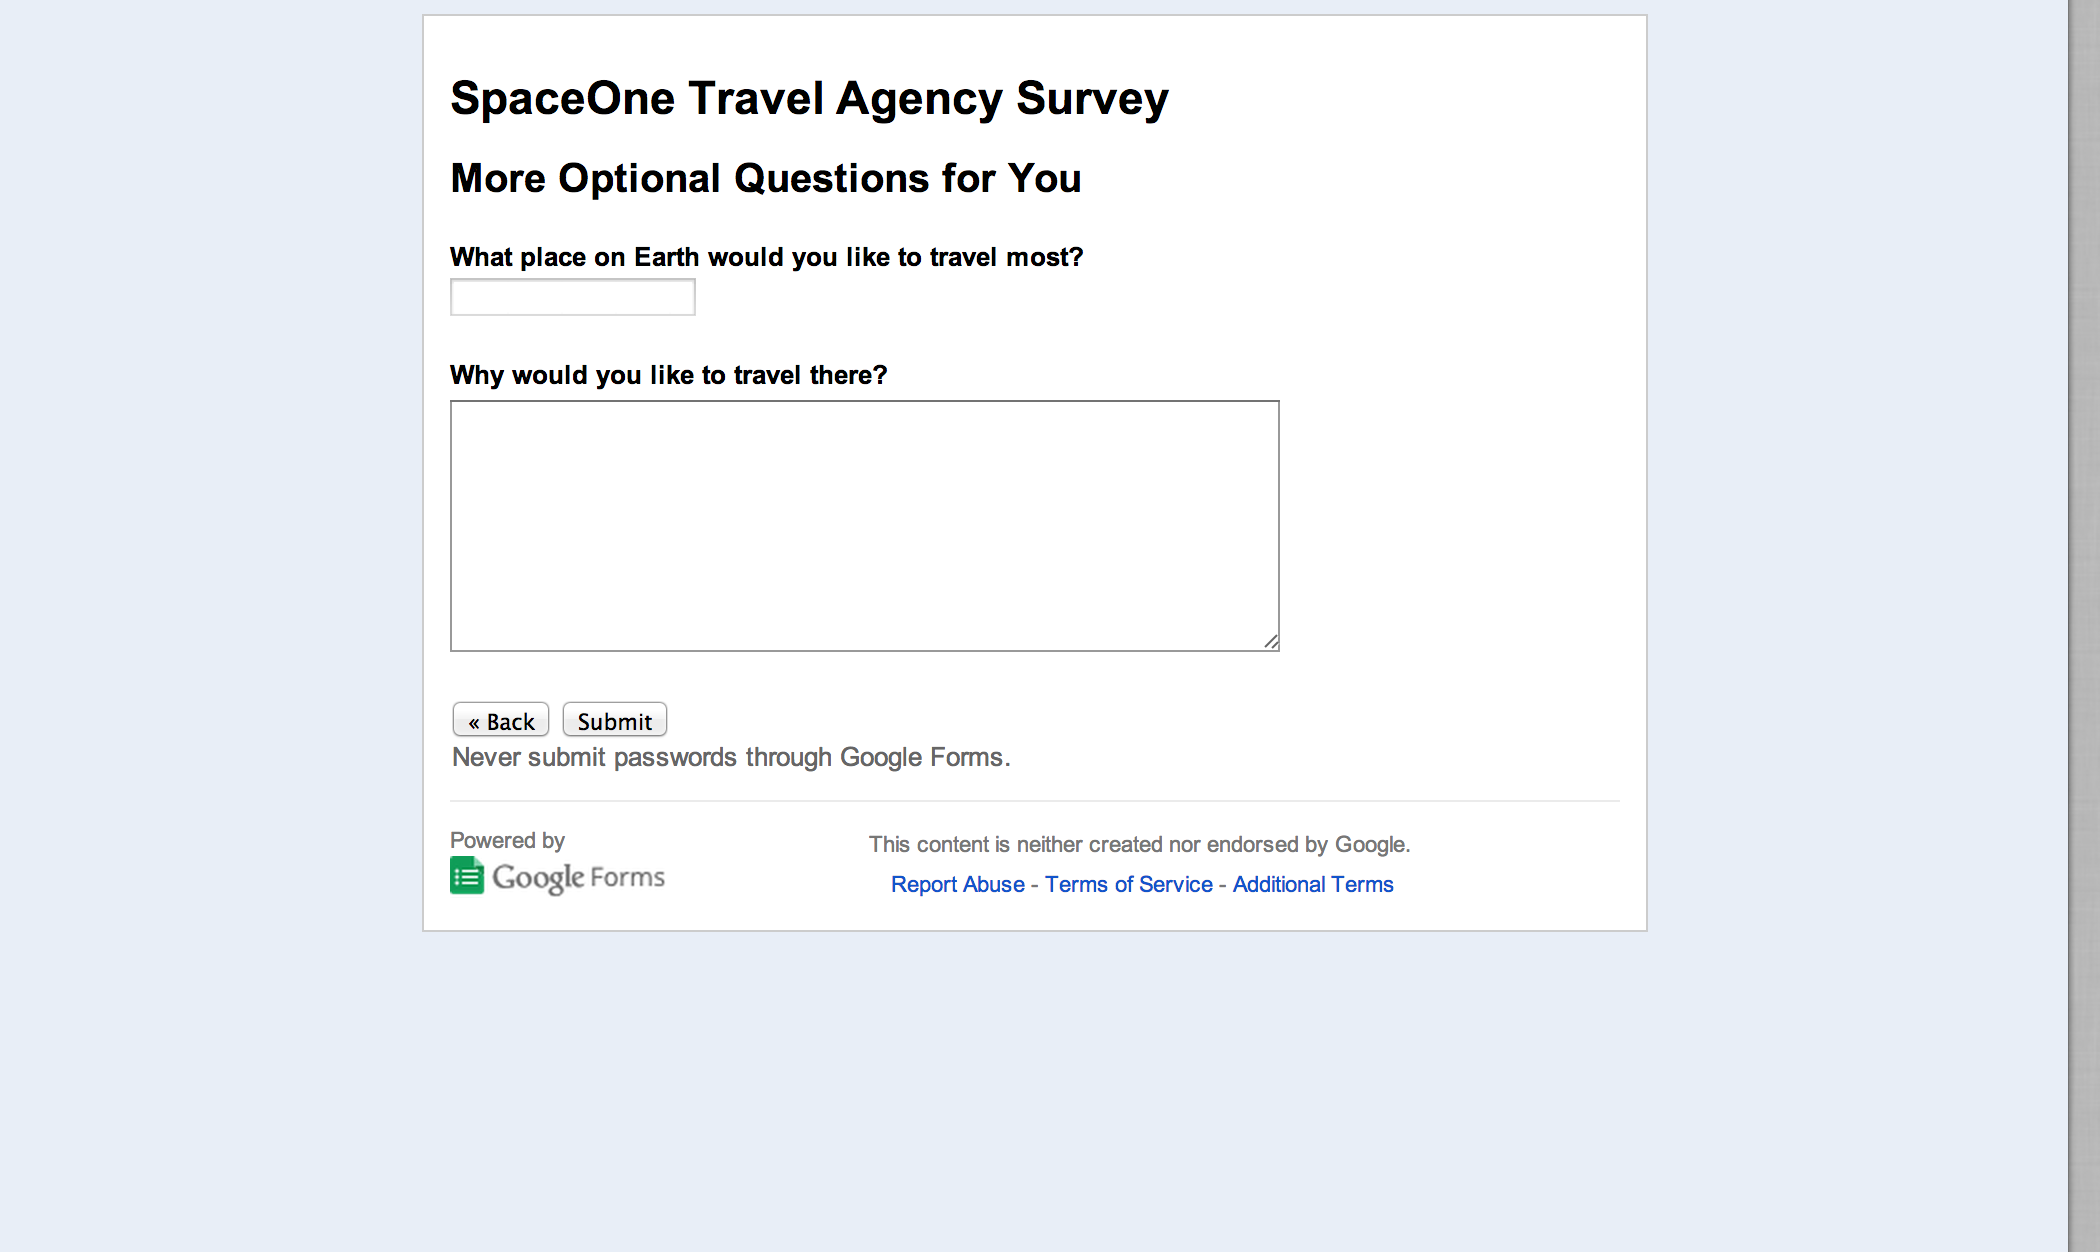 SpaceOne Travel Agency Survey
More Optional Questions for You
What place on Earth would you like to travel most?
Why would you like to travel there?
« Back Submit
Never submit passwords through Google Forms.
Powered by
Google Forms
This content is neither created nor endorsed by Google.
Report Abuse - Terms of Service - Additional Terms